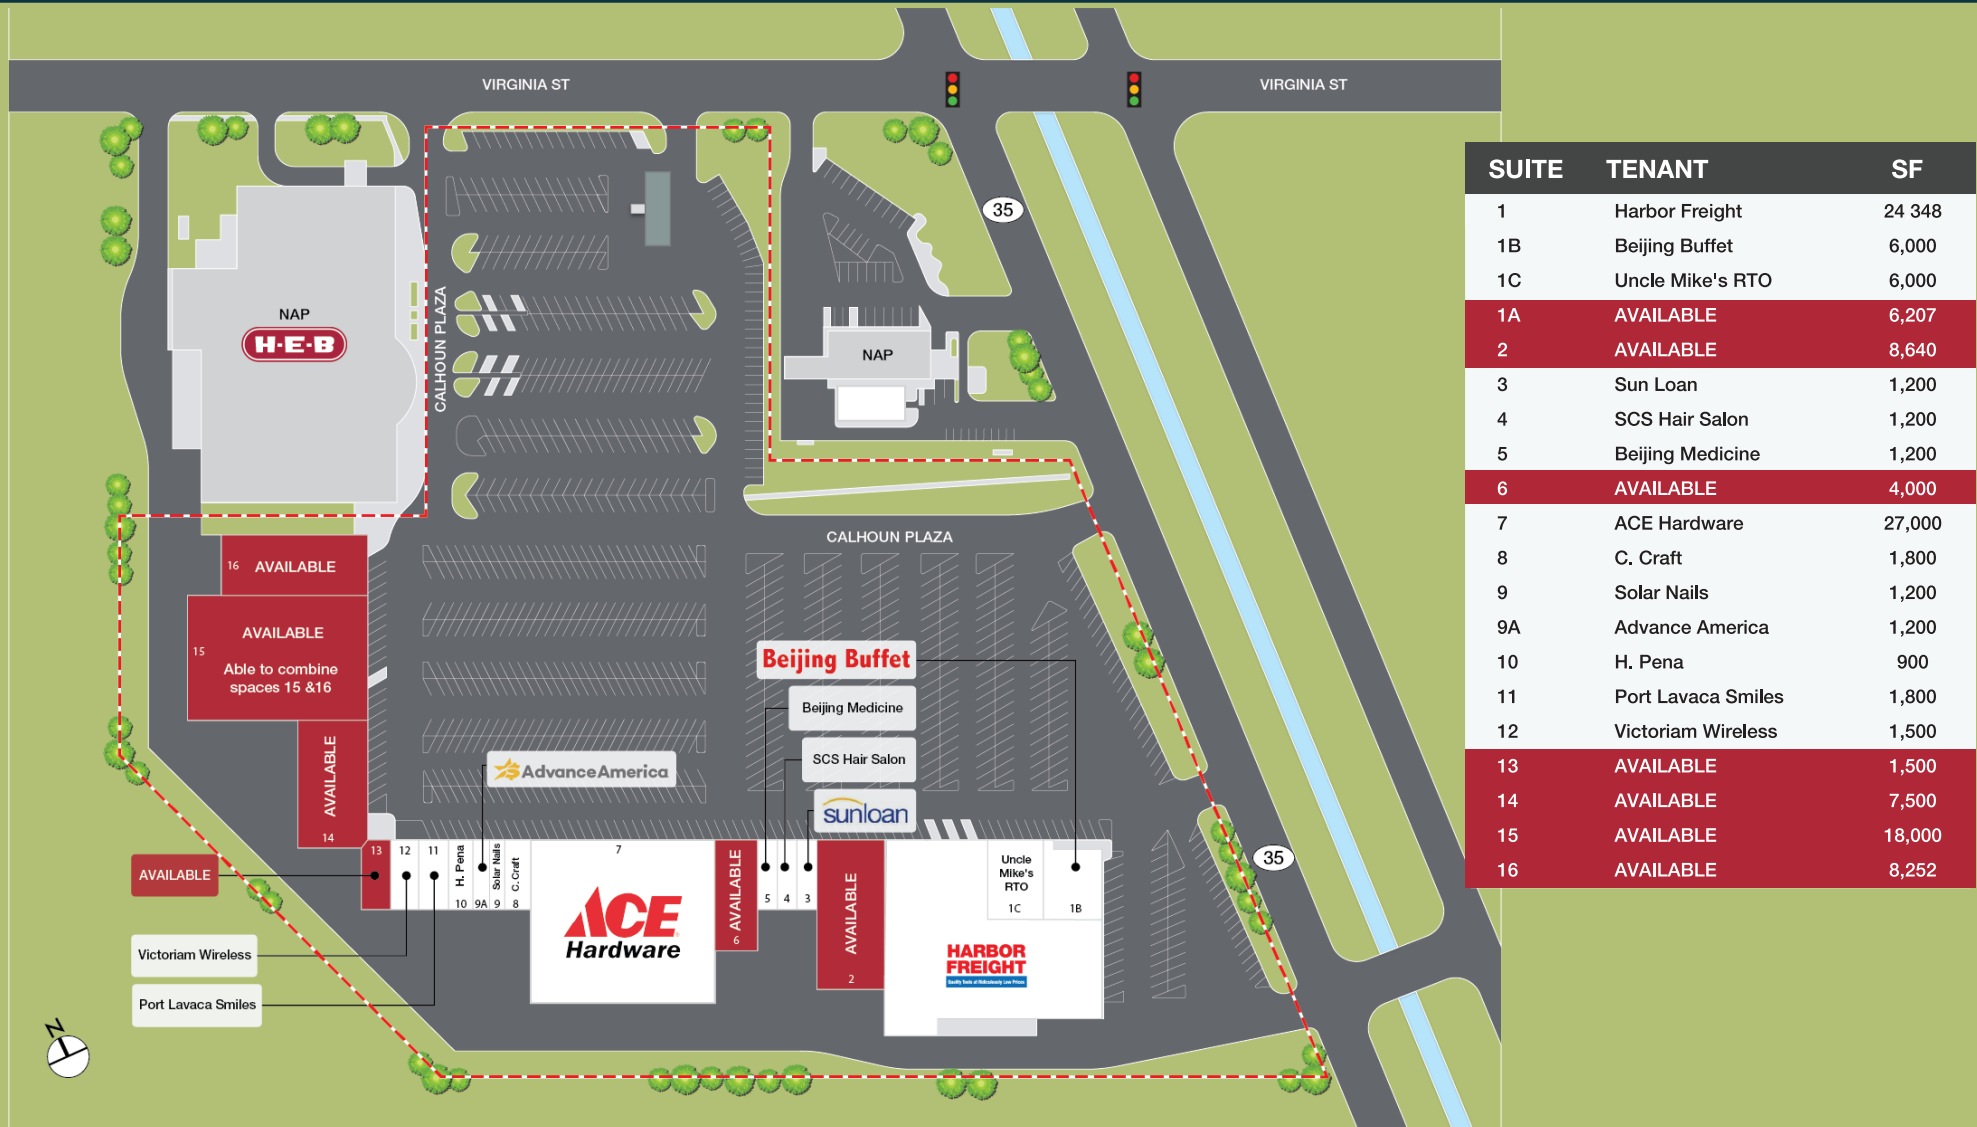 VIRGINIA ST
VIRGINIA ST
35
NAP
H-E-B
CALHOUN PLAZA
NAP
CALHOUN PLAZA
16 AVAILABLE
AVAILABLE
15
Able to combine
spaces 15 &16
AVAILABLE
14
Beijing Buffet
Beijing Medicine
SCS Hair Salon
sunloan
AdvanceAmerica
AVAILABLE
Victoriam Wireless
Port Lavaca Smiles
13
12
11
H. Pena
10
9A
Solar Nails
9
C. Craft
8
7
ACE
Hardware
AVAILABLE
6
5
4
3
AVAILABLE
2
Uncle
Mike's
RTO
1C
1B
HARBOR
FREIGHT
Quality Tools at Ridiculously Low Prices
35
N
SUITE TENANT SF
1 Harbor Freight 24 348
1B Beijing Buffet 6,000
1C Uncle Mike's RTO 6,000
1A AVAILABLE 6,207
2 AVAILABLE 8,640
3 Sun Loan 1,200
4 SCS Hair Salon 1,200
5 Beijing Medicine 1,200
6 AVAILABLE 4,000
7 ACE Hardware 27,000
8 C. Craft 1,800
9 Solar Nails 1,200
9A Advance America 1,200
10 H. Pena 900
11 Port Lavaca Smiles 1,800
12 Victoriam Wireless 1,500
13 AVAILABLE 1,500
14 AVAILABLE 7,500
15 AVAILABLE 18,000
16 AVAILABLE 8,252